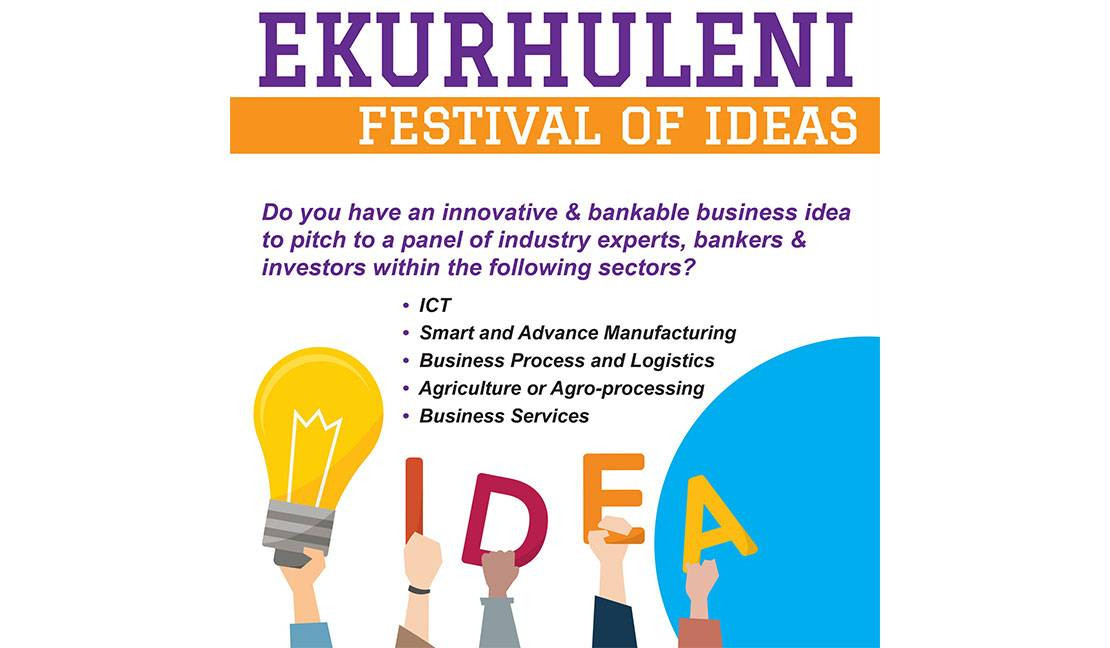 EKURHULENI
FESTIVAL OF IDEAS
Do you have an innovative & bankable business idea
to pitch to a panel of industry experts, bankers &
investors within the following sectors?
• ICT
• Smart and Advance Manufacturing
• Business Process and Logistics
• Agriculture or Agro-processing
• Business Services
IDEA